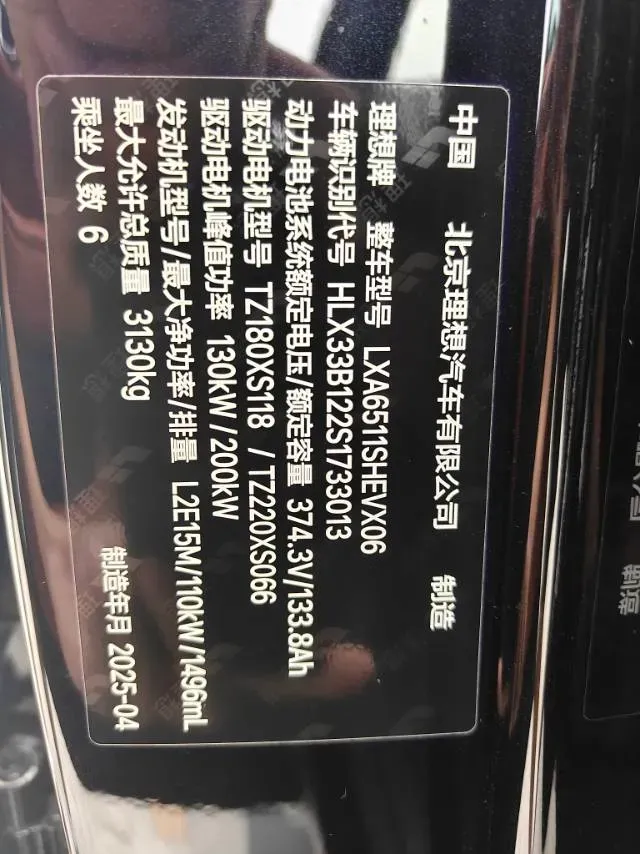 中国 北京理想汽车有限公司 制造
理想牌 整车型号 LXA6511SHEVX06
车辆识别代号 HLX33B122S1733013
动力电池系统额定电压/额定容量 374.3V/133.8Ah
驱动电机型号 TZ180XS118 / TZ220XS066
驱动电机峰值功率 130kW / 200kW
发动机型号/最大净功率/排量 L2E15M/110kW/1496mL
最大允许总质量 3130kg
乘坐人数 6 制造年月 2025-04